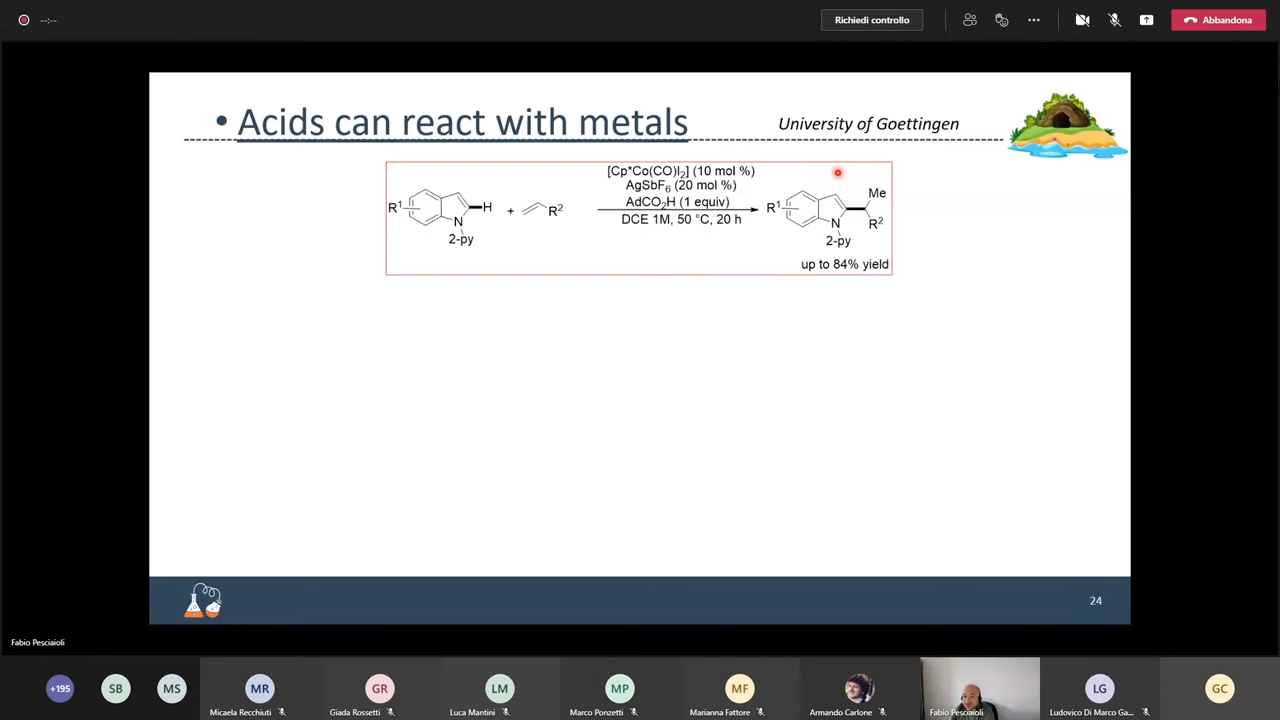 --:--
Richiedi controllo
Abbandona
• Acids can react with metals
University of Goettingen
[Cp*Co(CO)I2] (10 mol %)
AgSbF6 (20 mol %)
AdCO2H (1 equiv)
DCE 1M, 50 °C, 20 h
R1
H
N
2-py
+
R2
R1
N
2-py
Me
R2
up to 84% yield
24
Fabio Pesciaioli
+195
SB
MS
MR
Micaela Recchiuti
GR
Giada Rossetti
LM
Luca Mantini
MP
Marco Ponzetti
MF
Marianna Fattore
Armando Carlone
Fabio Pesciaioli
LG
Ludovico Di Marco Ga...
GC